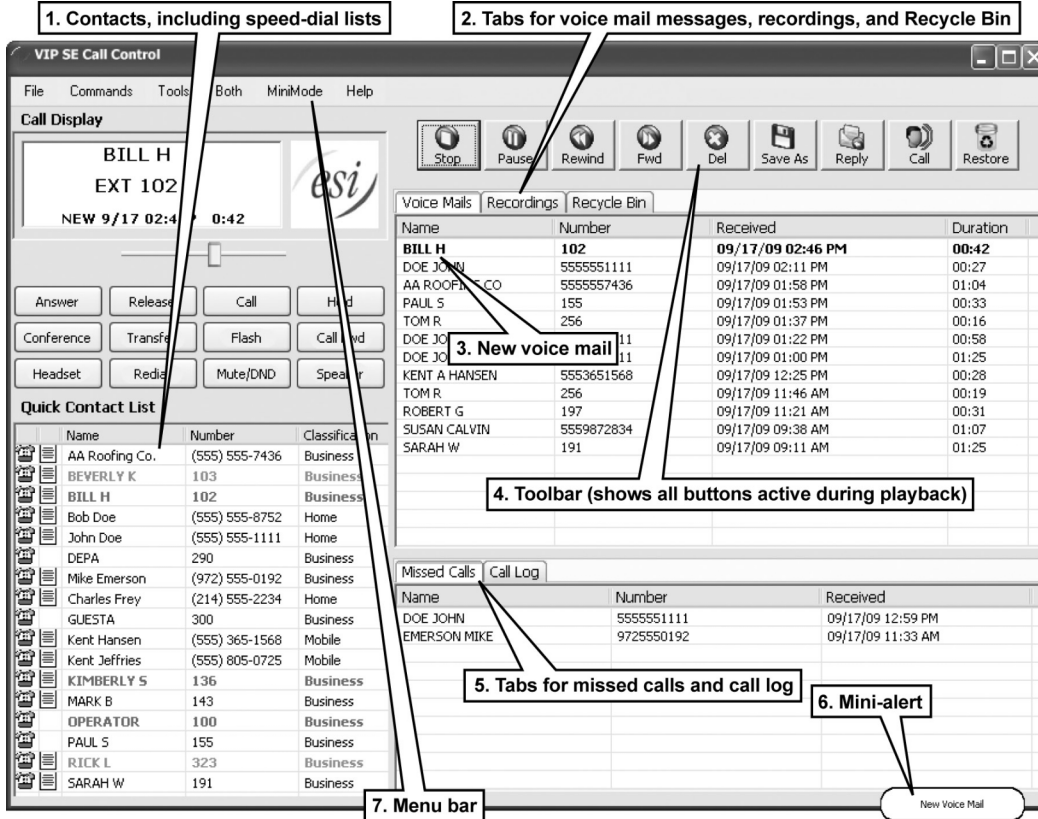 1. Contacts, including speed-dial lists
2. Tabs for voice mail messages, recordings, and Recycle Bin
VIP SE Call Control
File Commands Tools Both MiniMode Help
Call Display
BILL H
EXT 102
NEW 9/17 02:4 0:42
esi
Stop Pause Rewind Fwd Del Save As Reply Call Restore
Answer Release Call Hold
Conference Transfer Flash Call Fwd
Headset Redial Mute/DND Speaker
Quick Contact List
Name Number Classification
AA Roofing Co. (555) 555-7436 Business
BEVERLY K 103 Business
BILL H 102 Business
Bob Doe (555) 555-8752 Home
John Doe (555) 555-1111 Home
DEPA 290 Business
Mike Emerson (972) 555-0192 Business
Charles Frey (214) 555-2234 Home
GUESTA 300 Business
Kent Hansen (555) 365-1568 Mobile
Kent Jeffries (555) 805-0725 Mobile
KIMBERLY S 136 Business
MARK B 143 Business
OPERATOR 100 Business
PAUL S 155 Business
RICK L 323 Business
SARAH W 191 Business
Voice Mails Recordings Recycle Bin
Name Number Received Duration
BILL H 102 09/17/09 02:46 PM 00:42
DOE JOHN 5555551111 09/17/09 02:11 PM 00:27
AA ROOFING CO 5555557436 09/17/09 01:58 PM 01:04
PAUL S 155 09/17/09 01:53 PM 00:33
TOM R 256 09/17/09 01:37 PM 00:16
DOE JO 11 09/17/09 01:22 PM 00:58
DOE JO 11 09/17/09 01:00 PM 01:25
3. New voice mail
KENT A HANSEN 5553651568 09/17/09 12:25 PM 00:28
TOM R 256 09/17/09 11:46 AM 00:19
ROBERT G 197 09/17/09 11:21 AM 00:31
SUSAN CALVIN 5559872834 09/17/09 09:38 AM 01:07
SARAH W 191 09/17/09 09:11 AM 01:25
4. Toolbar (shows all buttons active during playback)
Missed Calls Call Log
Name Number Received
DOE JOHN 5555551111 09/17/09 12:59 PM
EMERSON MIKE 9725550192 09/17/09 11:33 AM
5. Tabs for missed calls and call log
6. Mini-alert
7. Menu bar
New Voice Mail